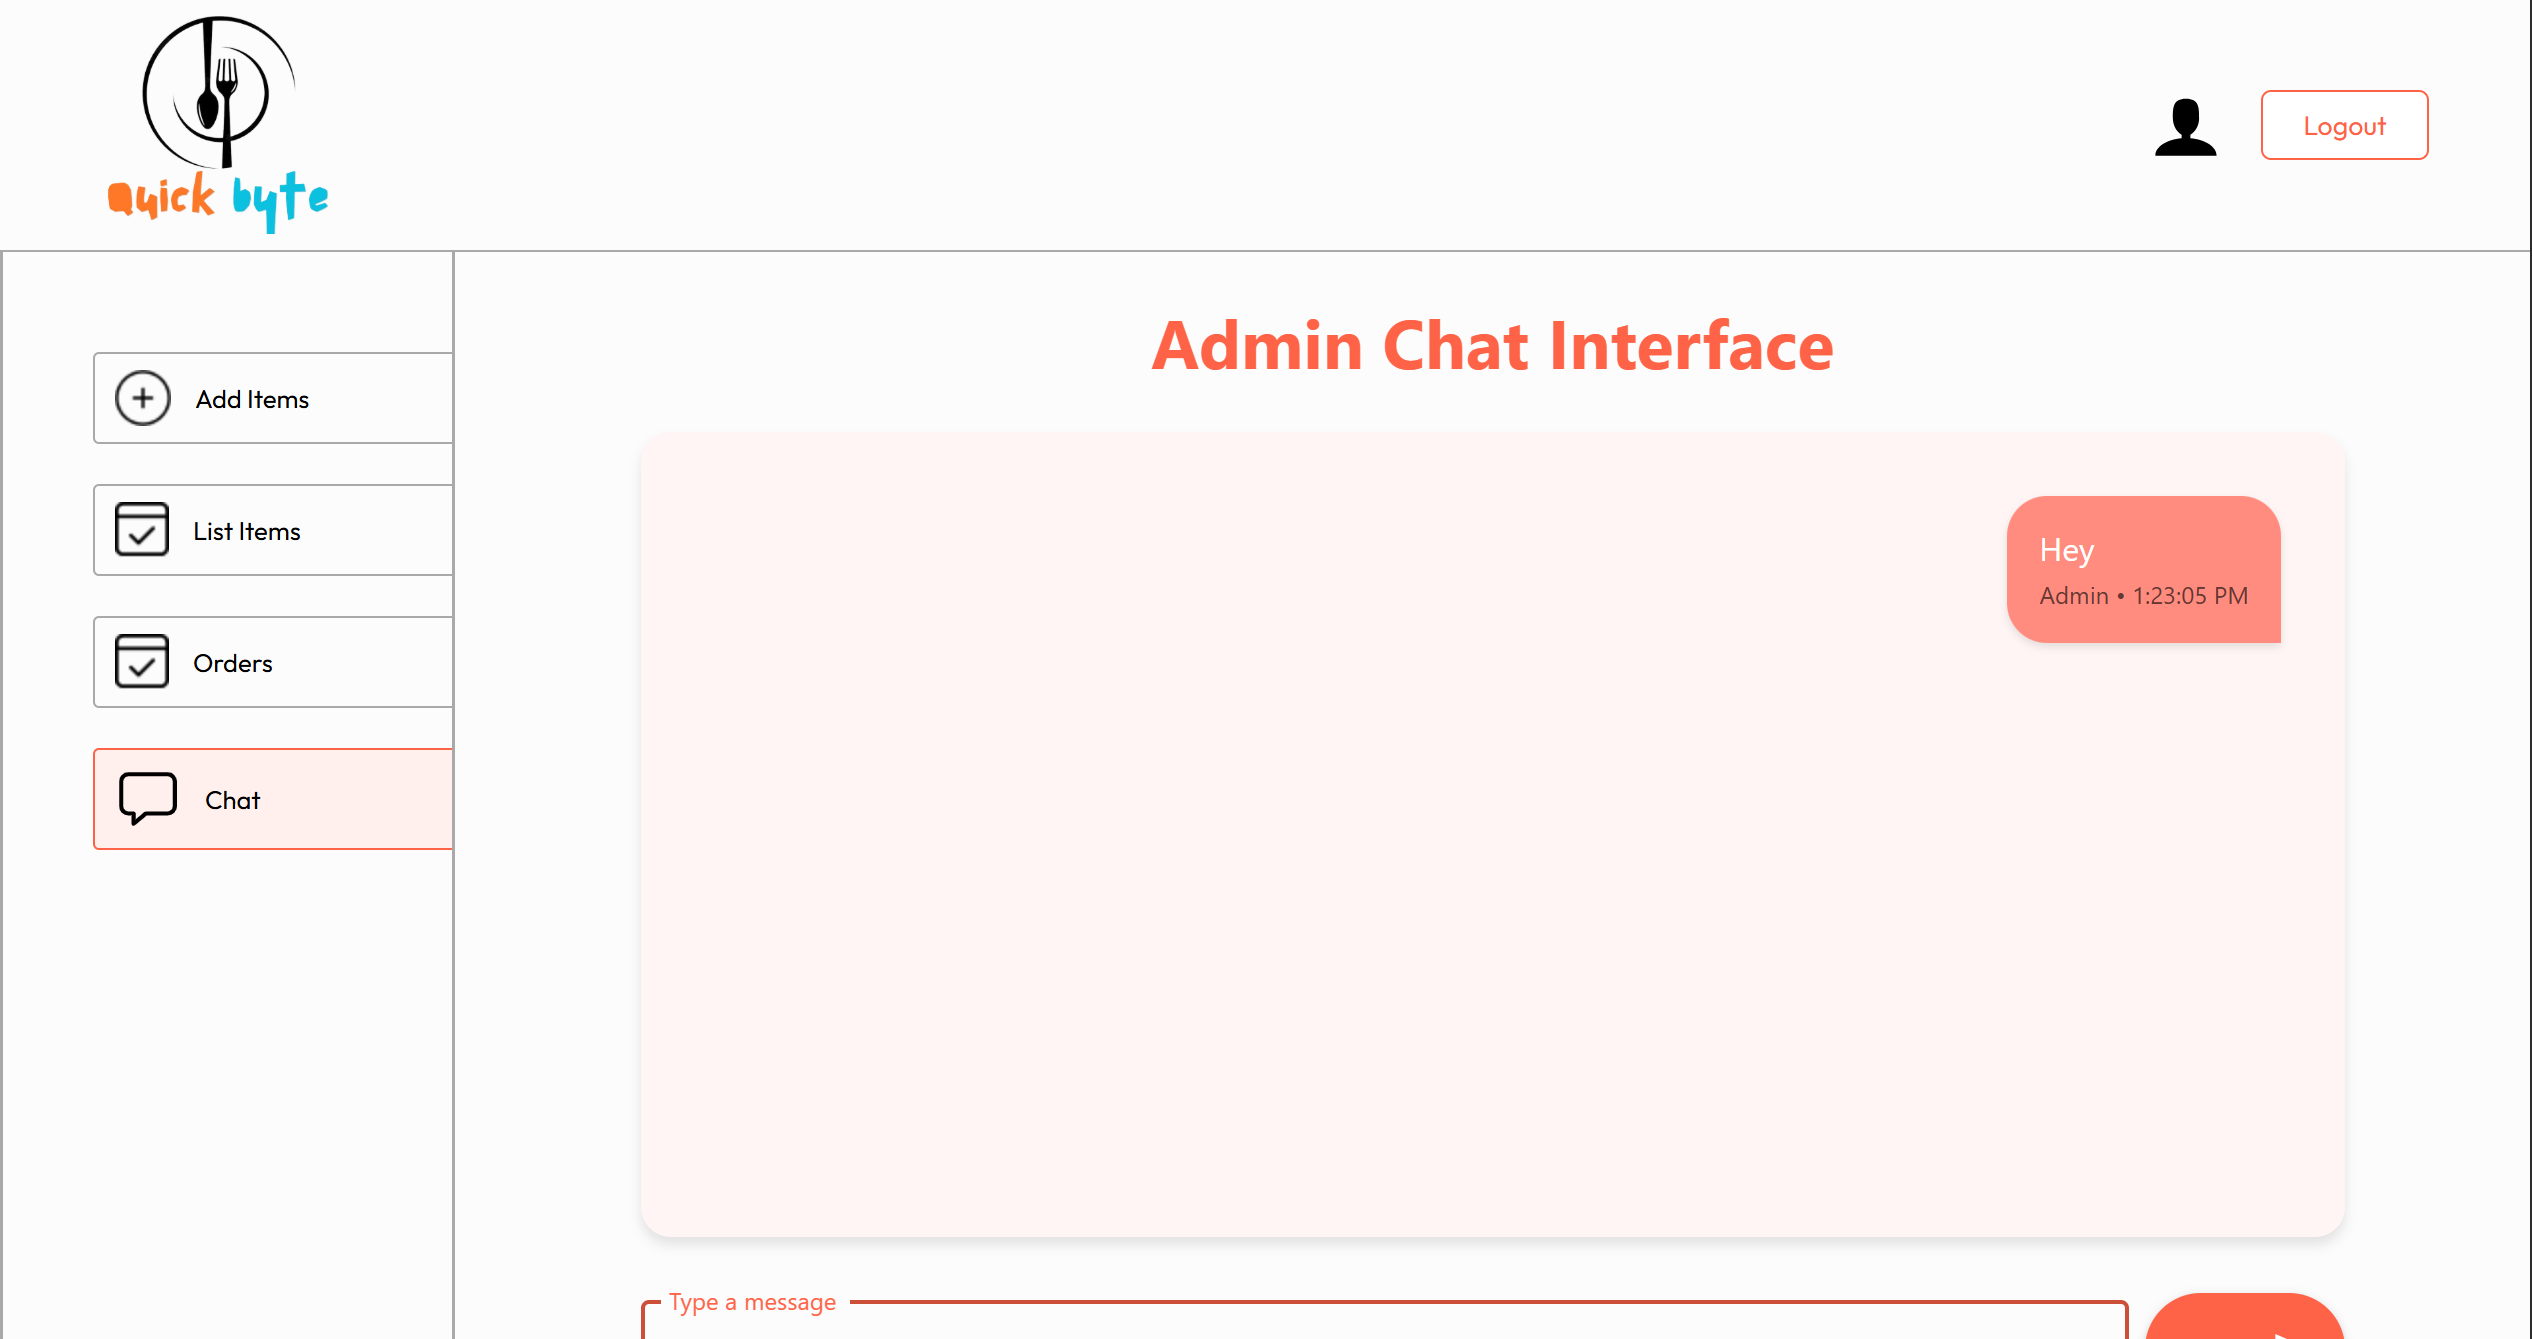 Quick byte
Logout
Admin Chat Interface
Add Items
List Items
Orders
Chat
Hey
Admin • 1:23:05 PM
Type a message